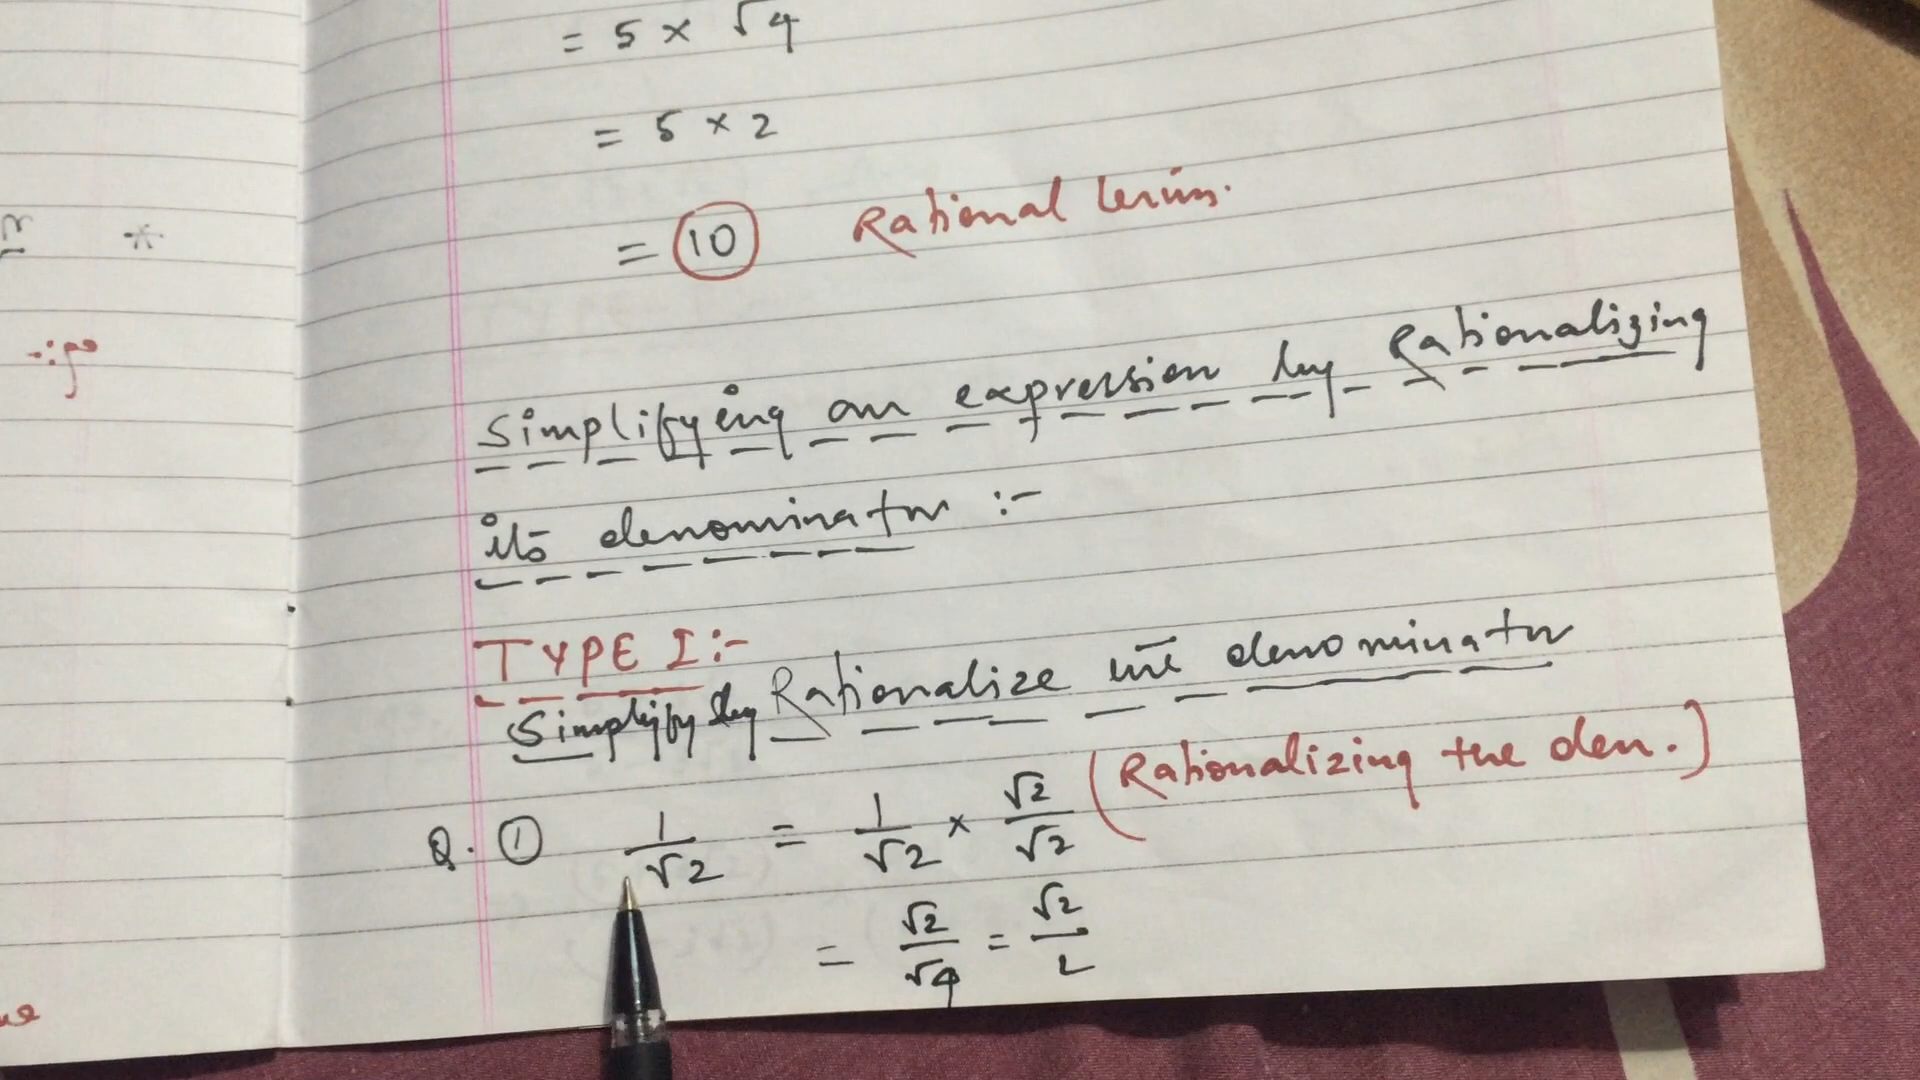 = 5 × √4
= 5 × 2
= 10 Rational terms.
Simplifying an expression by Rationalizing
its denominator :-
TYPE I :-
Simplify by Rationalize the denominator
Q. ① 1/√2 = 1/√2 × √2/√2 (Rationalizing the den.)
= √2/√4 = √2/2